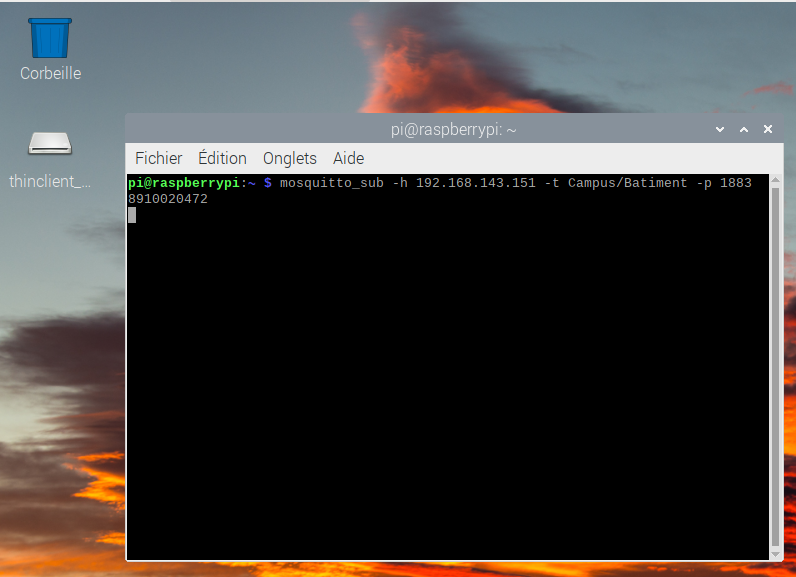 Corbeille
thinclient_...
pi@raspberrypi: ~
Fichier Édition Onglets Aide
pi@raspberrypi:~ $ mosquitto_sub -h 192.168.143.151 -t Campus/Batiment -p 1883
8910020472